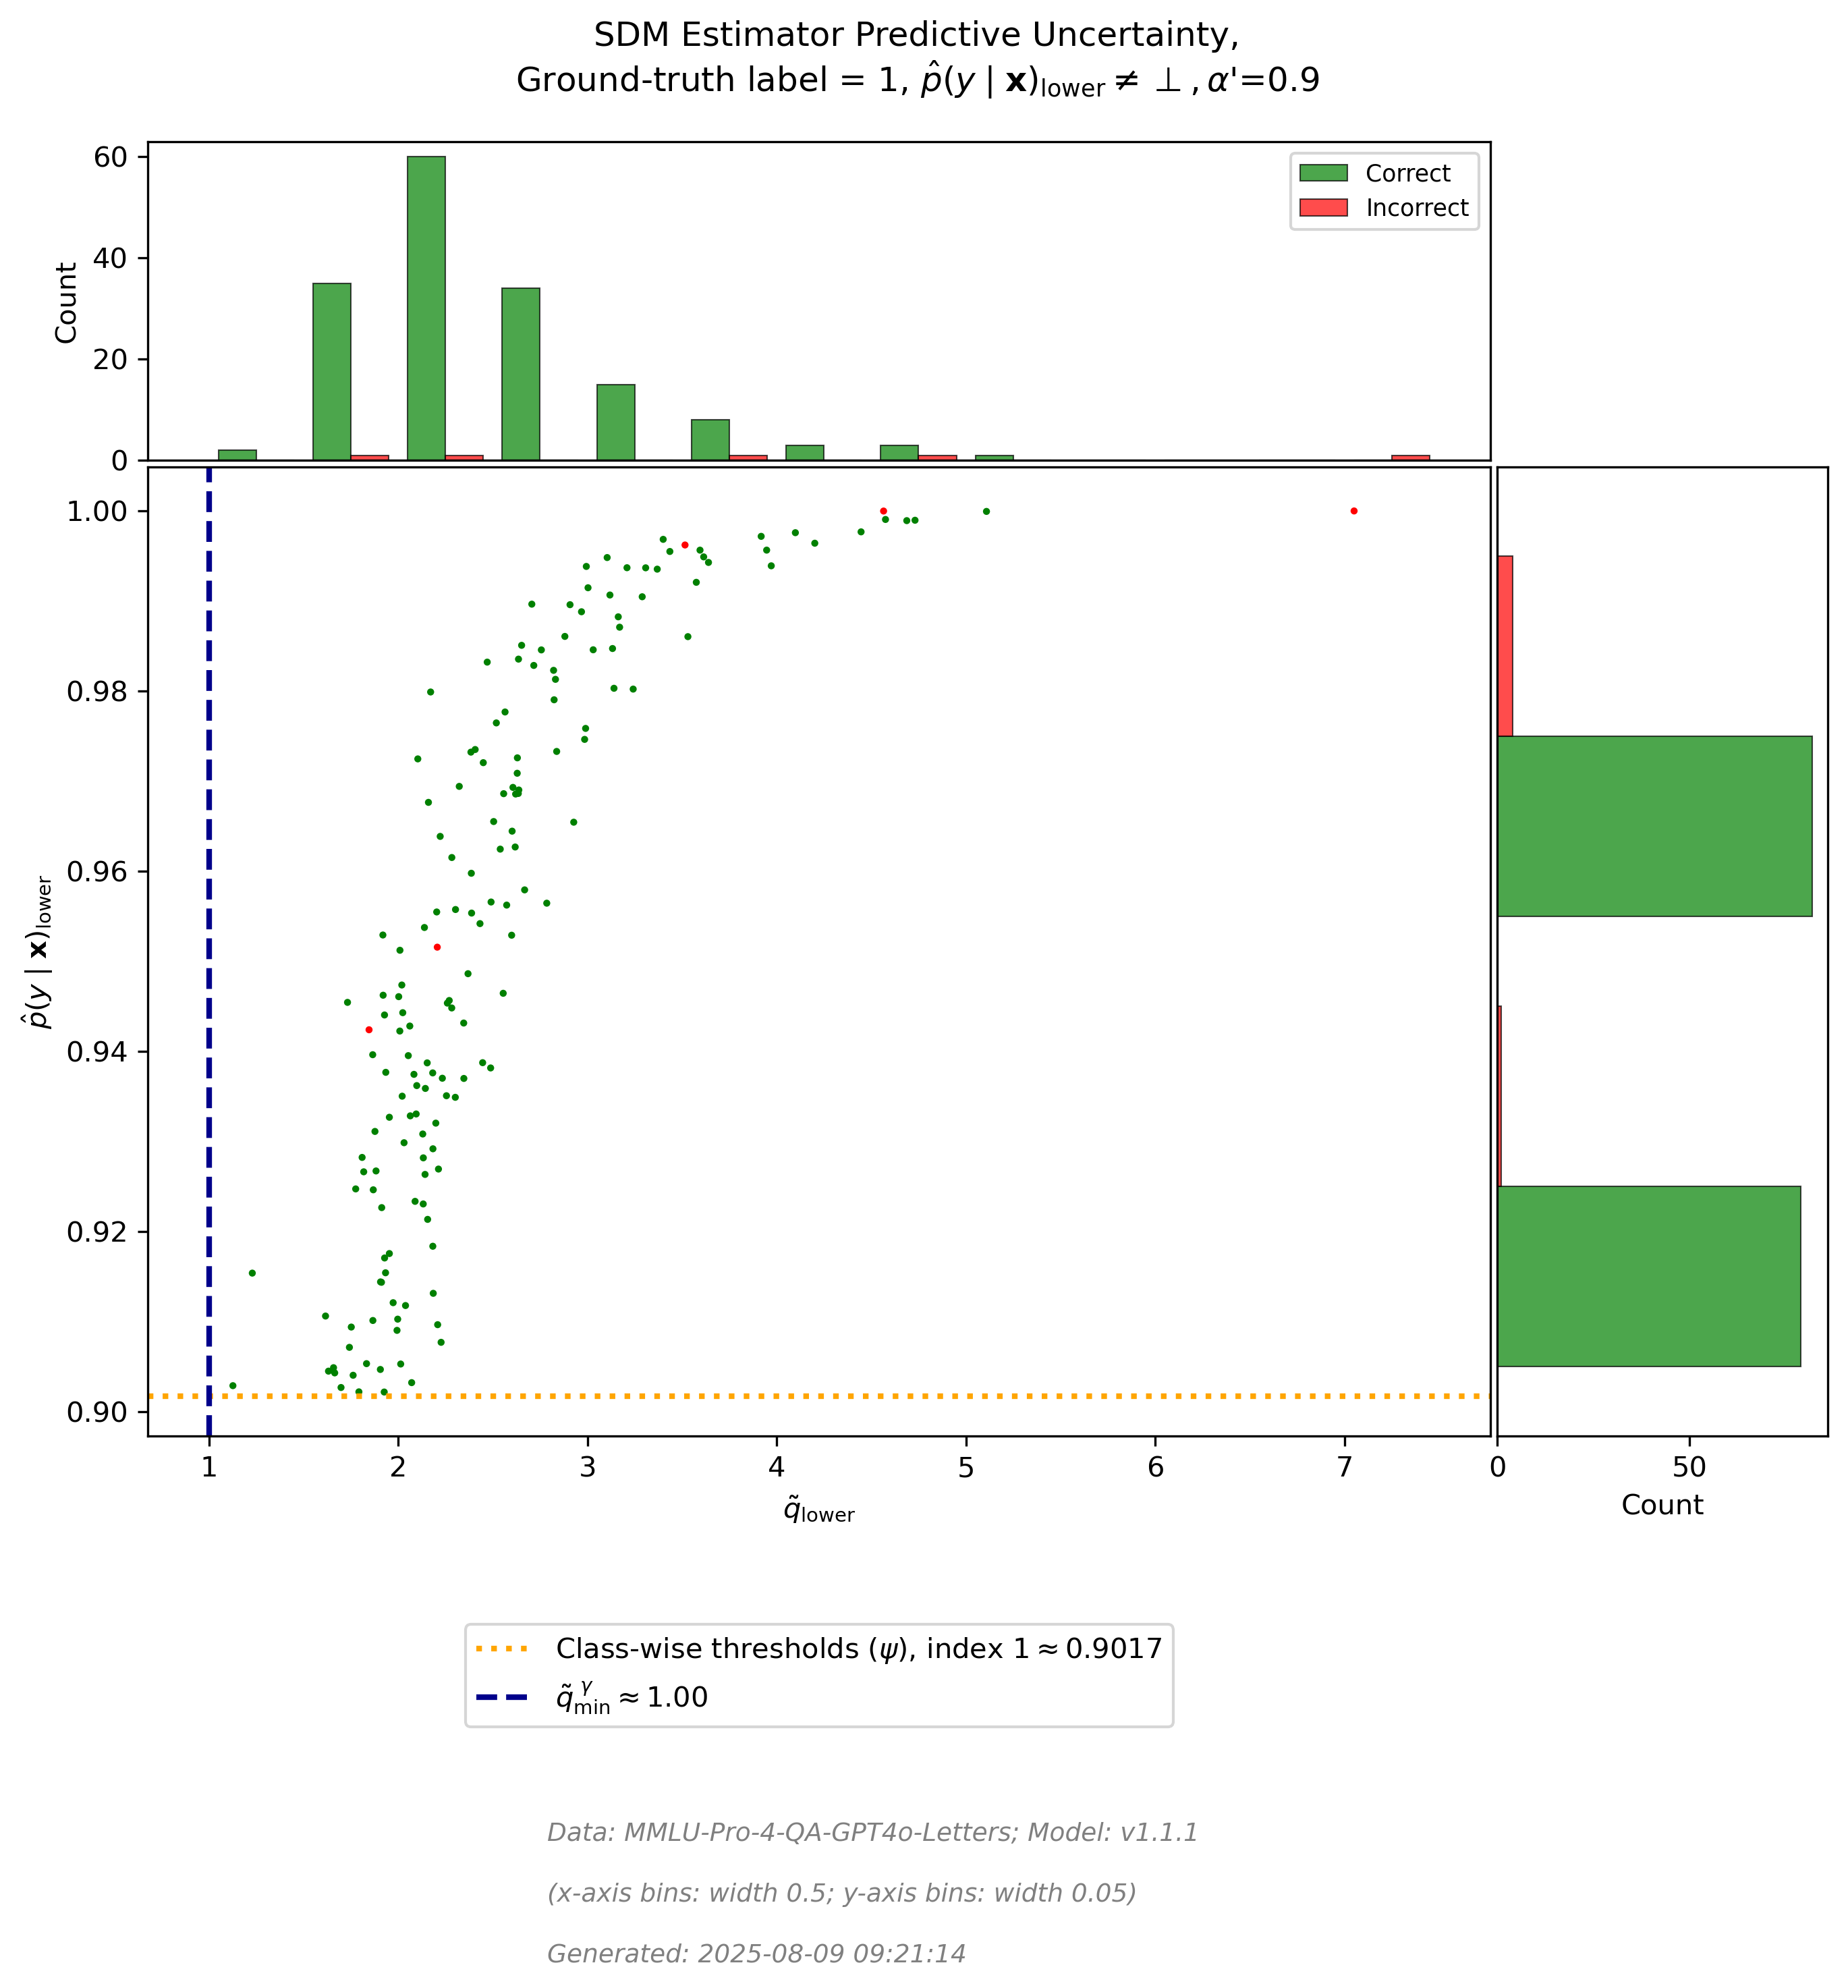 SDM Estimator Predictive Uncertainty,
Ground-truth label = 1, p̂(y | x)lower ≠ ⊥ , α'=0.9
60
40
20
0
Count
Correct
Incorrect
1.00
0.98
0.96
0.94
0.92
0.90
p̂(y | x)lower
1 2 3 4 5 6 7
q̃lower
0 50
Count
Class-wise thresholds (ψ), index 1 ≈ 0.9017
q̃ᵞmin ≈ 1.00
Data: MMLU-Pro-4-QA-GPT4o-Letters; Model: v1.1.1
(x-axis bins: width 0.5; y-axis bins: width 0.05)
Generated: 2025-08-09 09:21:14